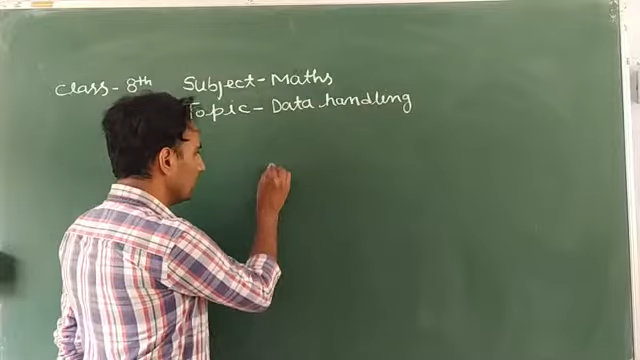 Class - 8th Subject - Maths
Topic - Data handling